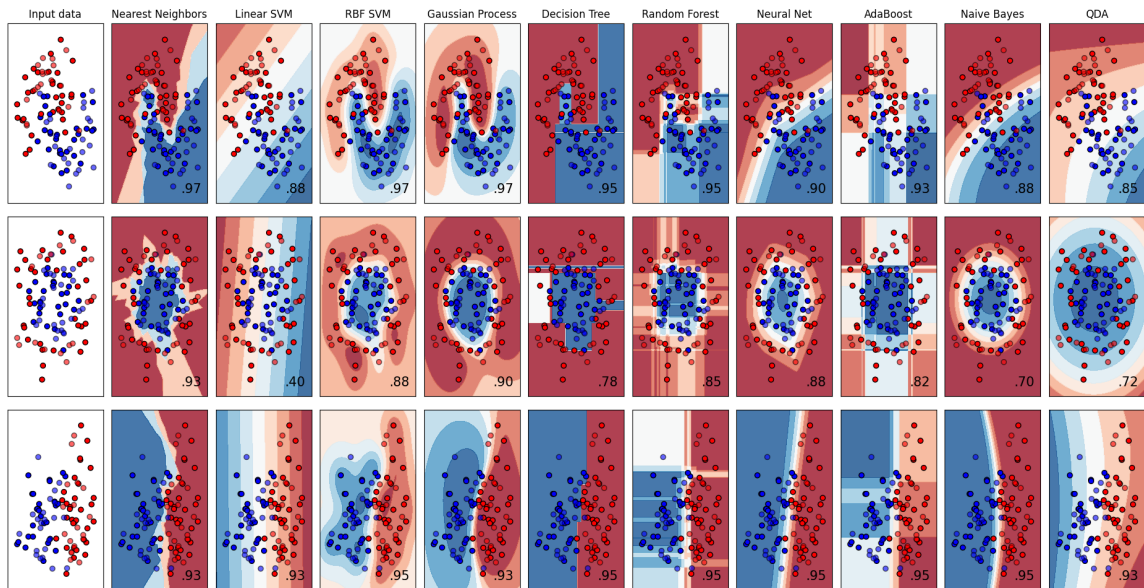 Input data Nearest Neighbors Linear SVM RBF SVM Gaussian Process Decision Tree Random Forest Neural Net AdaBoost Naive Bayes QDA
.97 .88 .97 .97 .95 .95 .90 .93 .88 .85
.93 .40 .88 .90 .78 .85 .88 .82 .70 .72
.93 .93 .95 .93 .95 .95 .95 .95 .95 .93